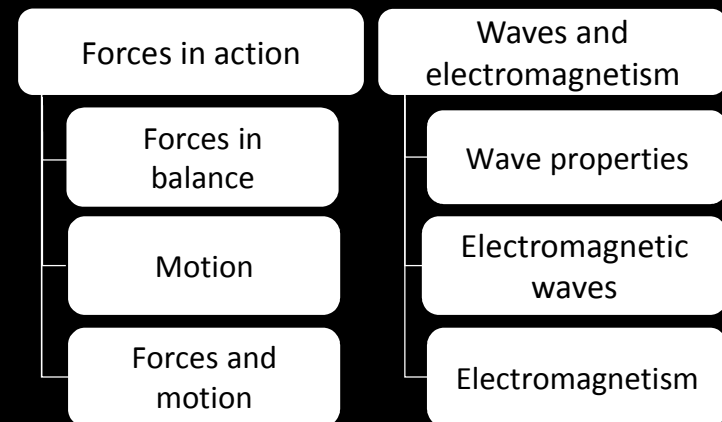 Forces in action
Forces in
balance
Motion
Forces and
motion
Waves and
electromagnetism
Wave properties
Electromagnetic
waves
Electromagnetism